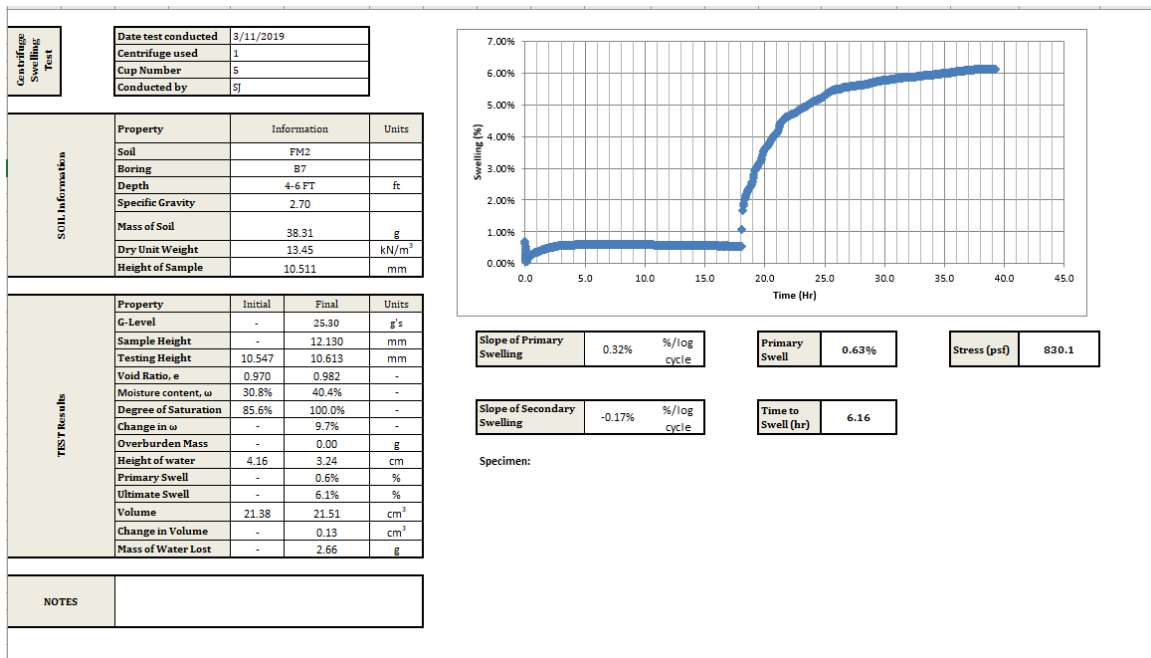 Centrifuge
Swelling
Test
Date test conducted 3/11/2019
Centrifuge used 1
Cup Number 5
Conducted by SJ
SOIL Information
Property Information Units
Soil FM2
Boring B7
Depth 4-6 FT ft
Specific Gravity 2.70
Mass of Soil 38.31 g
Dry Unit Weight 13.45 kN/m³
Height of Sample 10.511 mm
TEST Results
Property Initial Final Units
G-Level - 25.30 g's
Sample Height - 12.130 mm
Testing Height 10.547 10.613 mm
Void Ratio, e 0.970 0.982 -
Moisture content, ω 30.8% 40.4% -
Degree of Saturation 85.6% 100.0% -
Change in ω - 9.7% -
Overburden Mass - 0.00 g
Height of water 4.16 3.24 cm
Primary Swell - 0.6% %
Ultimate Swell - 6.1% %
Volume 21.38 21.51 cm³
Change in Volume - 0.13 cm³
Mass of Water Lost - 2.66 g
NOTES
Swelling (%)
7.00%
6.00%
5.00%
4.00%
3.00%
2.00%
1.00%
0.00%
0.0 5.0 10.0 15.0 20.0 25.0 30.0 35.0 40.0 45.0
Time (Hr)
Slope of Primary
Swelling
0.32%
%/log
cycle
Primary
Swell
0.63%
Stress (psf) 830.1
Slope of Secondary
Swelling
-0.17%
%/log
cycle
Time to
Swell (hr)
6.16
Specimen: